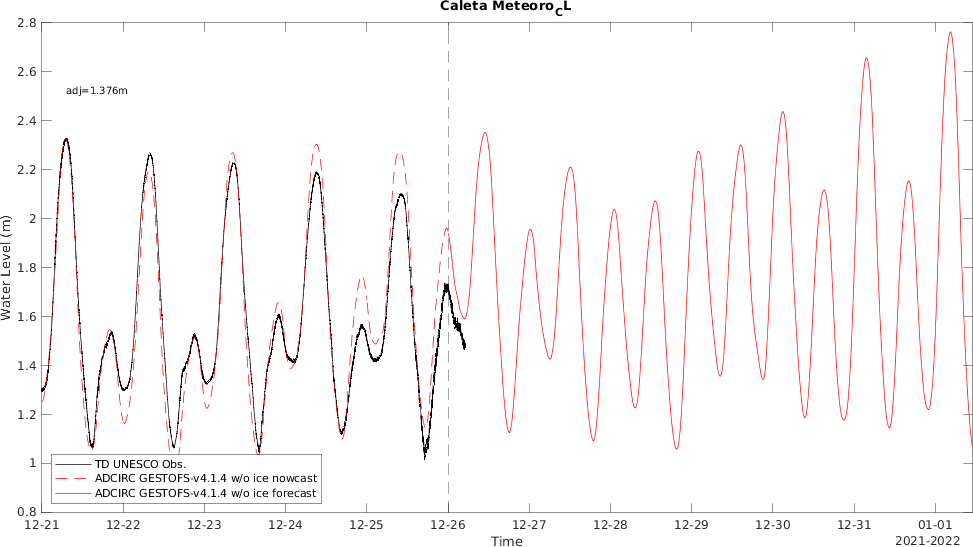 Caleta Meteoro_CL
2.8
2.6
adj=1.376m
2.4
2.2
2
1.8
Water Level (m)
1.6
1.4
1.2
1
0.8
TD UNESCO Obs.
ADCIRC GESTOFS-v4.1.4 w/o ice nowcast
ADCIRC GESTOFS-v4.1.4 w/o ice forecast
12-21 12-22 12-23 12-24 12-25 12-26 12-27 12-28 12-29 12-30 12-31 01-01
Time
2021-2022